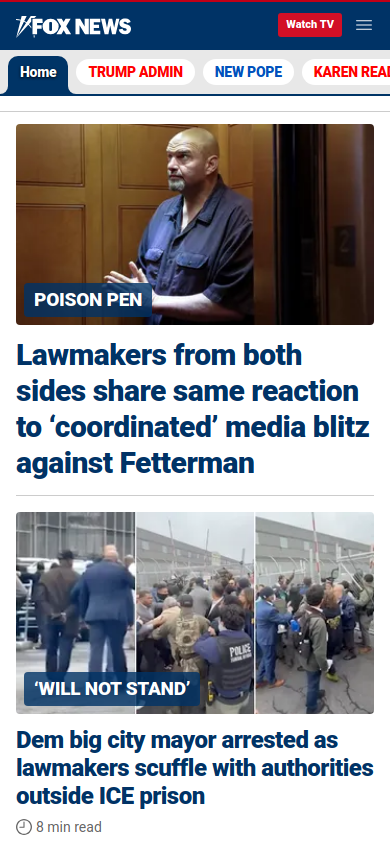 FOX NEWS
Watch TV
Home
TRUMP ADMIN
NEW POPE
KAREN READ
POISON PEN
Lawmakers from both
sides share same reaction
to ‘coordinated’ media blitz
against Fetterman
POLICE
‘WILL NOT STAND’
Dem big city mayor arrested as
lawmakers scuffle with authorities
outside ICE prison
8 min read